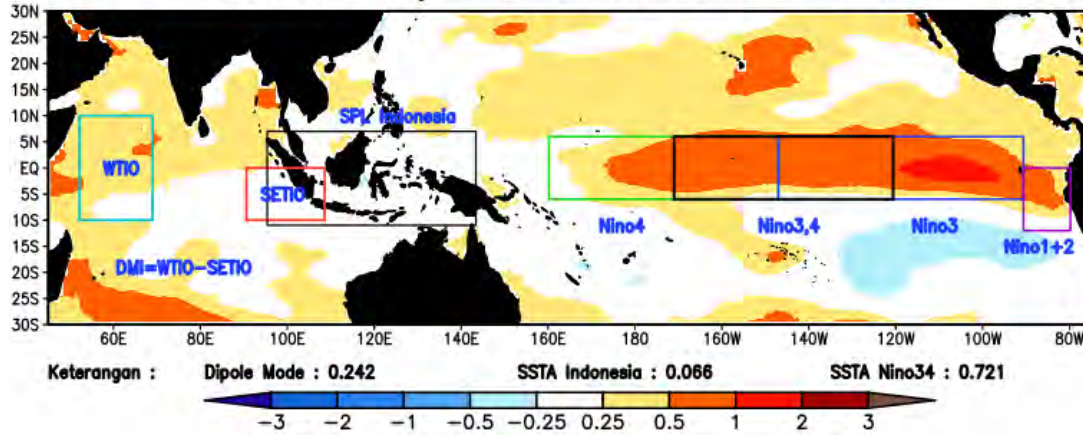 30N
25N
20N
15N
10N
5N
EQ
5S
10S
15S
20S
25S
30S
SPL Indonesia
WTIO
SETIO
Nino4
Nino3,4
Nino3
Nino1+2
DMI=WTIO-SETIO
60E 80E 100E 120E 140E 160E 180 160W 140W 120W 100W 80W
Keterangan : Dipole Mode : 0.242 SSTA Indonesia : 0.066 SSTA Nino34 : 0.721
-3 -2 -1 -0.5 -0.25 0.25 0.5 1 2 3